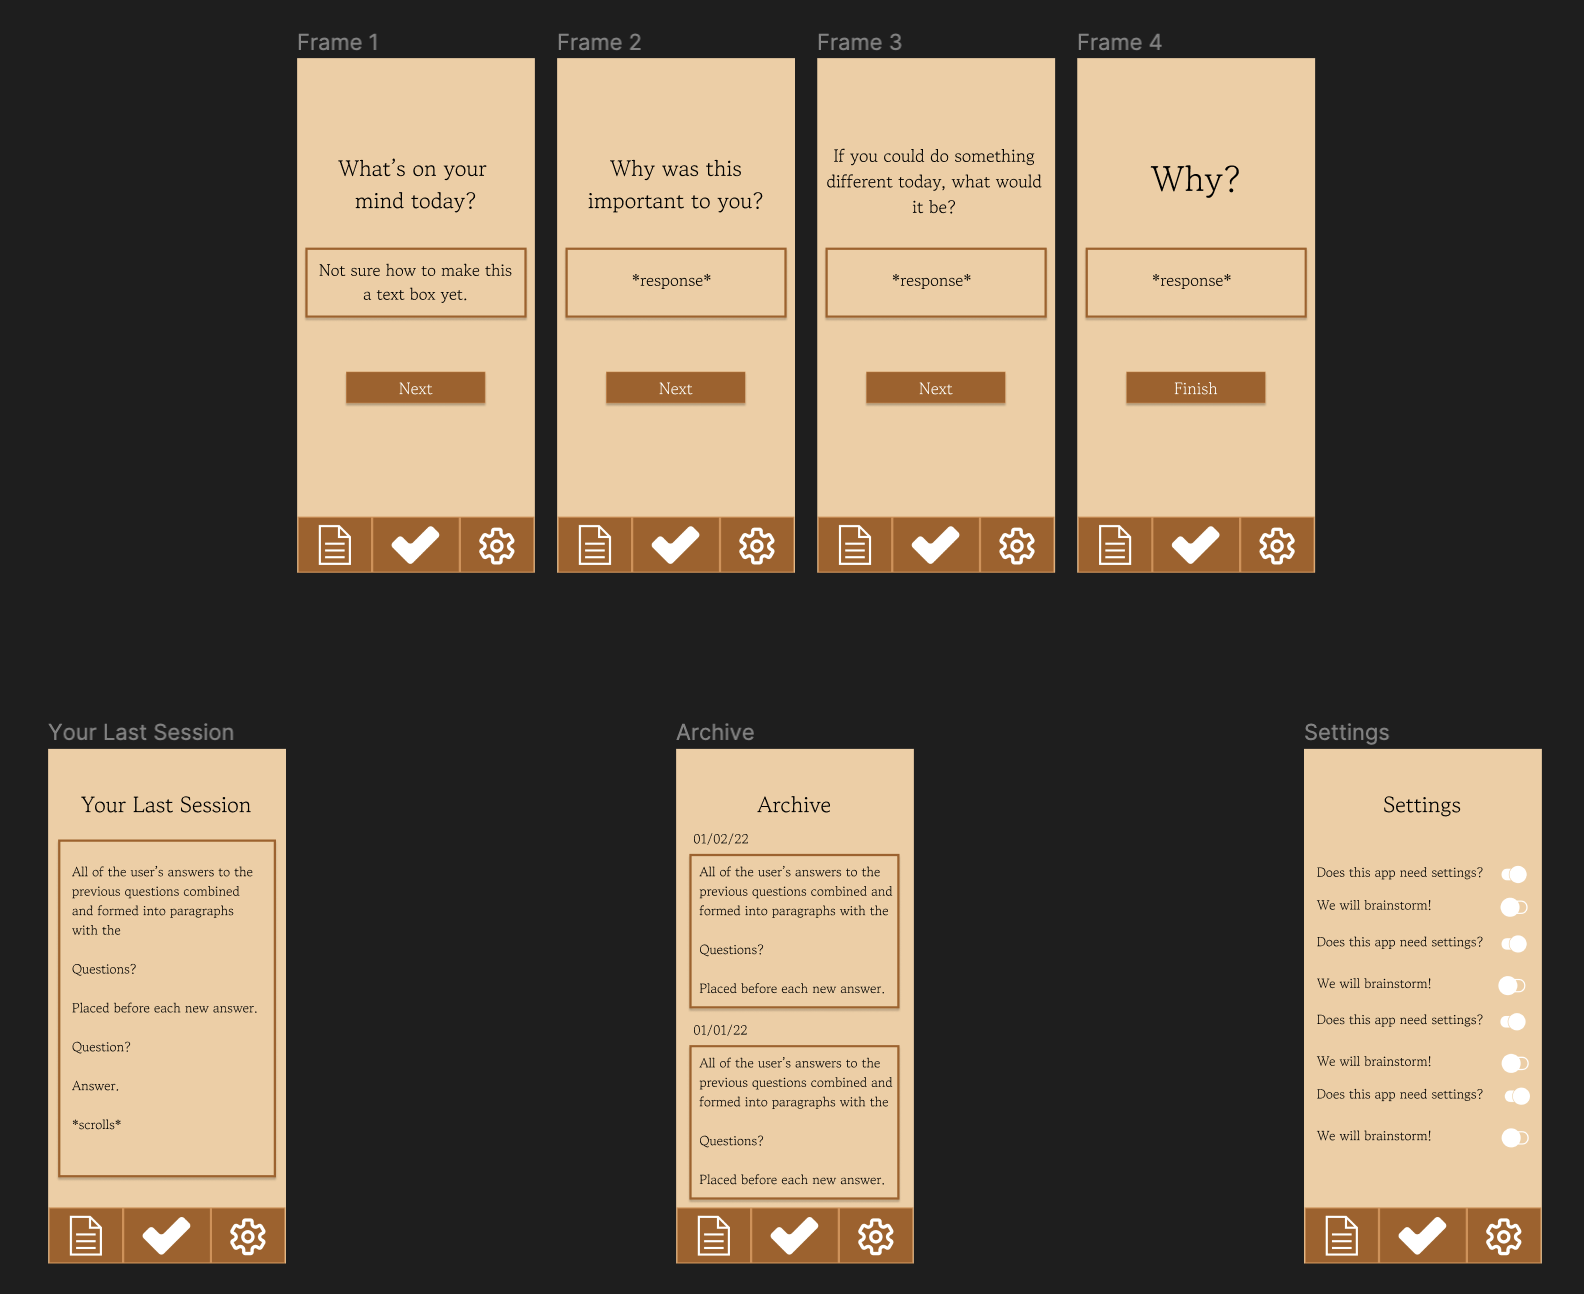 Frame 1
What's on your
mind today?
Not sure how to make this
a text box yet.
Next
Frame 2
Why was this
important to you?
*response*
Next
Frame 3
If you could do something
different today, what would
it be?
*response*
Next
Frame 4
Why?
*response*
Finish
Your Last Session
Your Last Session
All of the user's answers to the
previous questions combined
and formed into paragraphs
with the
Questions?
Placed before each new answer.
Question?
Answer.
*scrolls*
Archive
Archive
01/02/22
All of the user's answers to the
previous questions combined and
formed into paragraphs with the
Questions?
Placed before each new answer.
01/01/22
All of the user's answers to the
previous questions combined and
formed into paragraphs with the
Questions?
Placed before each new answer.
Settings
Settings
Does this app need settings?
We will brainstorm!
Does this app need settings?
We will brainstorm!
Does this app need settings?
We will brainstorm!
Does this app need settings?
We will brainstorm!